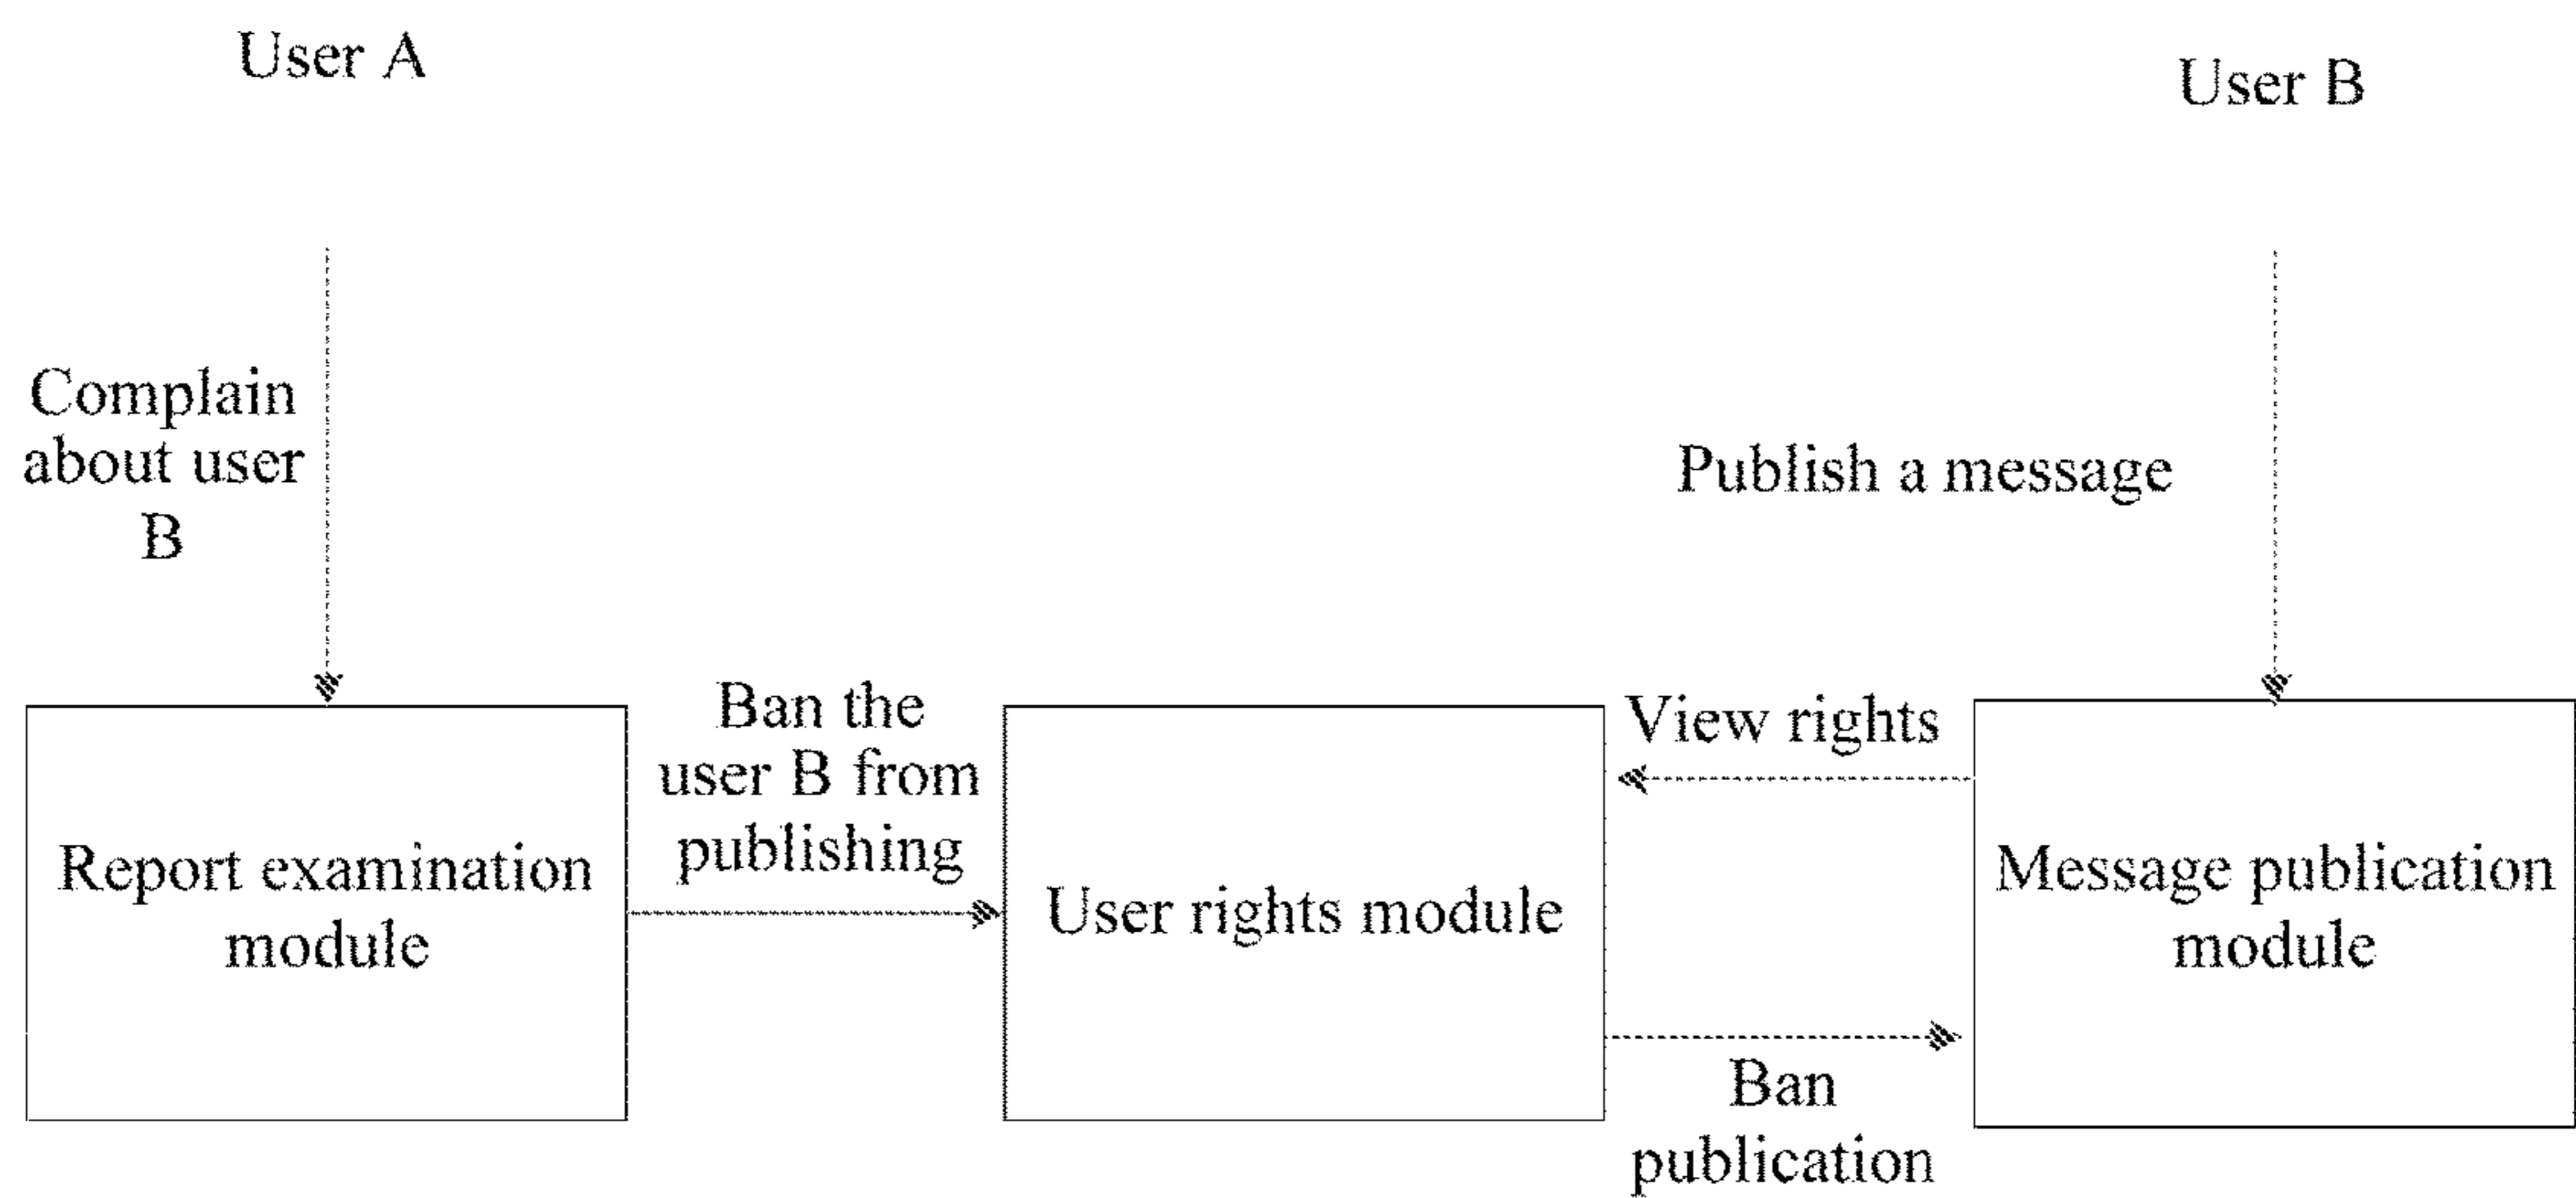 User A
User B
Complain
about user
B
Publish a message
Ban the
user B from
publishing
View rights
Report examination
module
User rights module
Message publication
module
Ban
publication